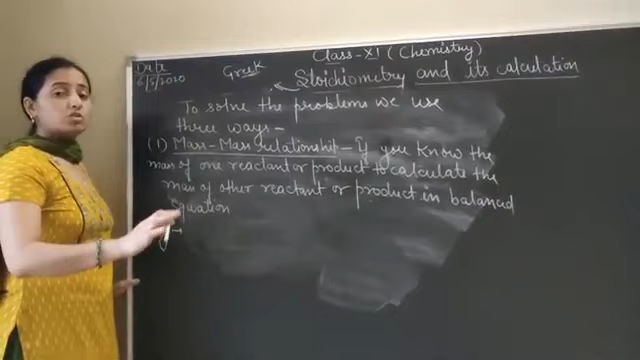 Class-XI (Chemistry)
Date
6/5/2020
Greek
Stoichiometry and its calculation
To solve the problems we use
three ways-
(1) Mass-Mass relationship- If you know the
mass of one reactant or product to calculate the
mass of other reactant or product in balanced
equation